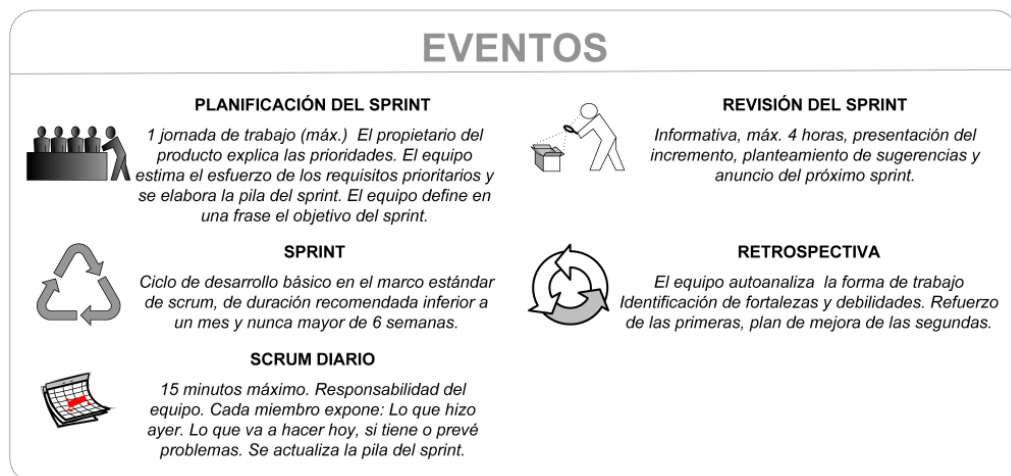 EVENTOS
PLANIFICACIÓN DEL SPRINT
1 jornada de trabajo (máx.) El propietario del
producto explica las prioridades. El equipo
estima el esfuerzo de los requisitos prioritarios y
se elabora la pila del sprint. El equipo define en
una frase el objetivo del sprint.
SPRINT
Ciclo de desarrollo básico en el marco estándar
de scrum, de duración recomendada inferior a
un mes y nunca mayor de 6 semanas.
SCRUM DIARIO
15 minutos máximo. Responsabilidad del
equipo. Cada miembro expone: Lo que hizo
ayer. Lo que va a hacer hoy, si tiene o prevé
problemas. Se actualiza la pila del sprint.
REVISIÓN DEL SPRINT
Informativa, máx. 4 horas, presentación del
incremento, planteamiento de sugerencias y
anuncio del próximo sprint.
RETROSPECTIVA
El equipo autoanaliza la forma de trabajo
Identificación de fortalezas y debilidades. Refuerzo
de las primeras, plan de mejora de las segundas.